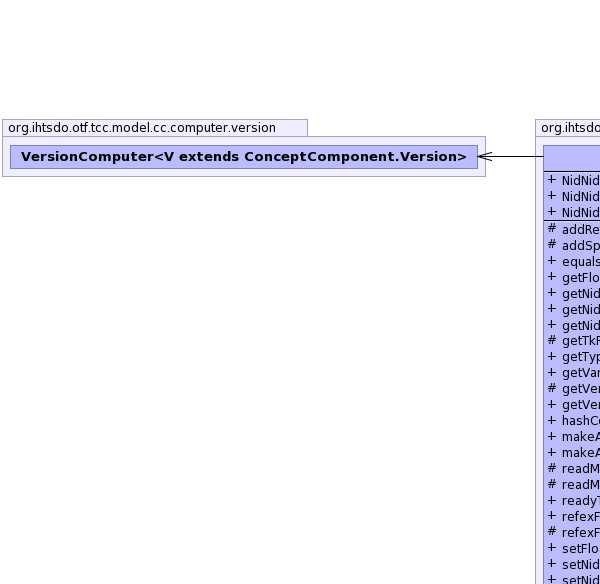 org.ihtsdo.otf.tcc.model.cc.computer.version
VersionComputer<V extends ConceptComponent.Version>
org.ihtsdo
+ NidNid
+ NidNid
+ NidNid
# addRe
# addSp
+ equals
+ getFlo
+ getNid
+ getNid
+ getNid
# getTkR
+ getTyp
+ getVar
# getVer
+ getVer
+ hashCo
+ makeA
+ makeA
# readM
# readM
+ readyT
+ refexF
# refexF
+ setFlo
+ setNid
+ setNid